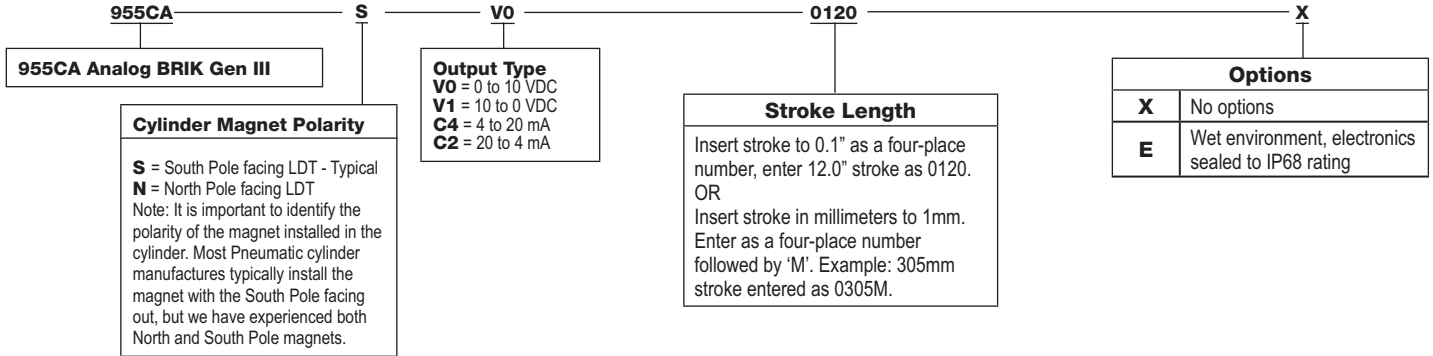 955CA S V0 0120 X
955CA Analog BRIK Gen III
Cylinder Magnet Polarity
S = South Pole facing LDT - Typical
N = North Pole facing LDT
Note: It is important to identify the
polarity of the magnet installed in the
cylinder. Most Pneumatic cylinder
manufactures typically install the
magnet with the South Pole facing
out, but we have experienced both
North and South Pole magnets.
Output Type
V0 = 0 to 10 VDC
V1 = 10 to 0 VDC
C4 = 4 to 20 mA
C2 = 20 to 4 mA
Stroke Length
Insert stroke to 0.1” as a four-place
number, enter 12.0” stroke as 0120.
OR
Insert stroke in millimeters to 1mm.
Enter as a four-place number
followed by ‘M’. Example: 305mm
stroke entered as 0305M.
Options
X No options
E Wet environment, electronics
sealed to IP68 rating